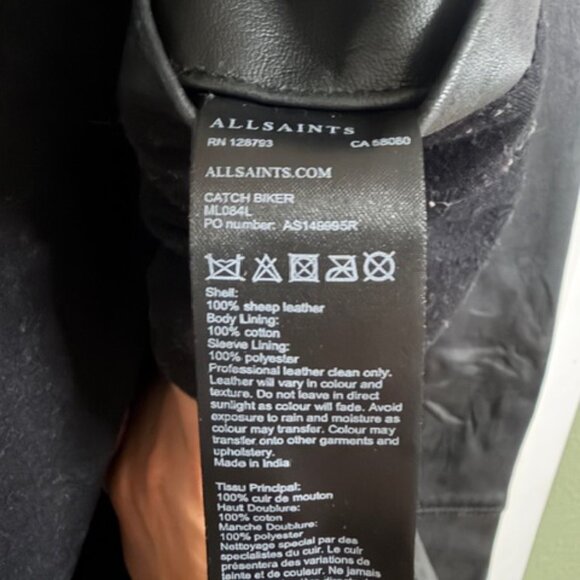 ALLSAINTS
RN 128793 CA 58080
ALLSAINTS.COM
CATCH BIKER
ML084L
PO number: AS149995R
Shell:
100% sheep leather
Body Lining:
100% cotton
Sleeve Lining:
100% polyester
Professional leather clean only.
Leather will vary in colour and
texture. Do not leave in direct
sunlight as colour will fade. Avoid
exposure to rain and moisture as
colour may transfer. Colour may
transfer onto other garments and
upholstery.
Made in India
Tissu Principal:
100% cuir de mouton
Haut Doublure:
100% coton
Manche Doublure:
100% polyester
Nettoyage special par des
specialistes du cuir. Le cuir
présentera des variations de
teinte et de couleur. Ne jamais